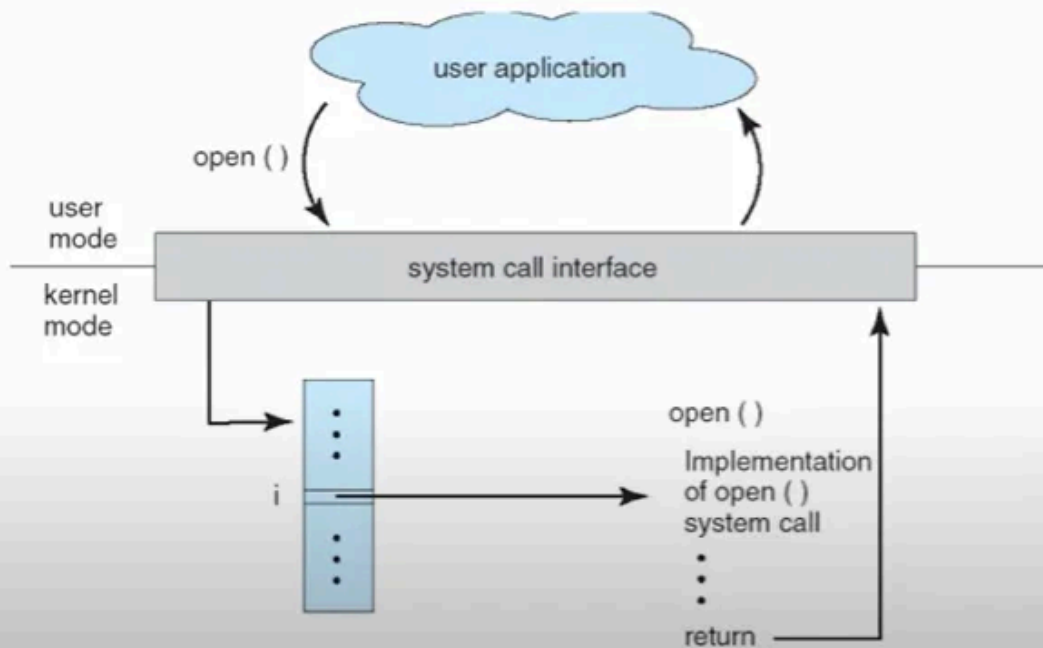 user application
open ( )
user
mode
system call interface
kernel
mode
open ( )
Implementation
of open ( )
system call
i
return